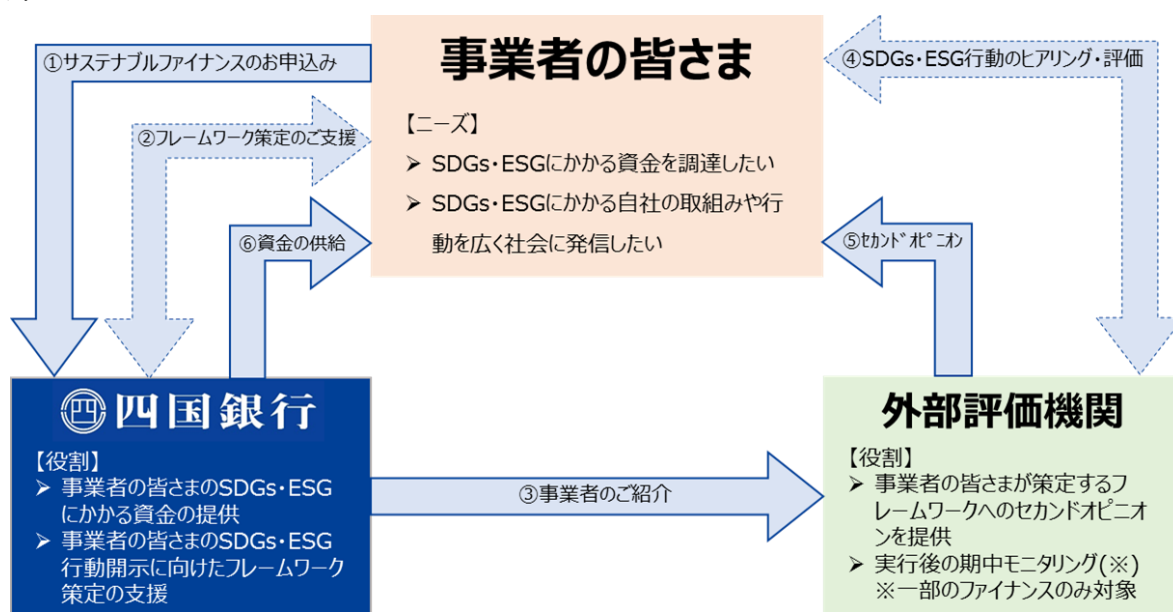 事業者の皆さま
①サステナブルファイナンスのお申込み
④SDGs・ESG行動のヒアリング・評価
②フレームワーク策定のご支援
【ニーズ】
➢ SDGs・ESGにかかる資金を調達したい
➢ SDGs・ESGにかかる自社の取組みや行
動を広く社会に発信したい
⑥資金の供給
⑤ｾｶﾝﾄﾞｵﾋﾟﾆｵﾝ
四 四国銀行
【役割】
➢ 事業者の皆さまのSDGs・ESG
にかかる資金の提供
➢ 事業者の皆さまのSDGs・ESG
行動開示に向けたフレームワーク
策定の支援
③事業者のご紹介
外部評価機関
【役割】
➢ 事業者の皆さまが策定するフ
レームワークへのセカンドオピニオ
ンを提供
➢ 実行後の期中モニタリング(※)
※一部のファイナンスのみ対象